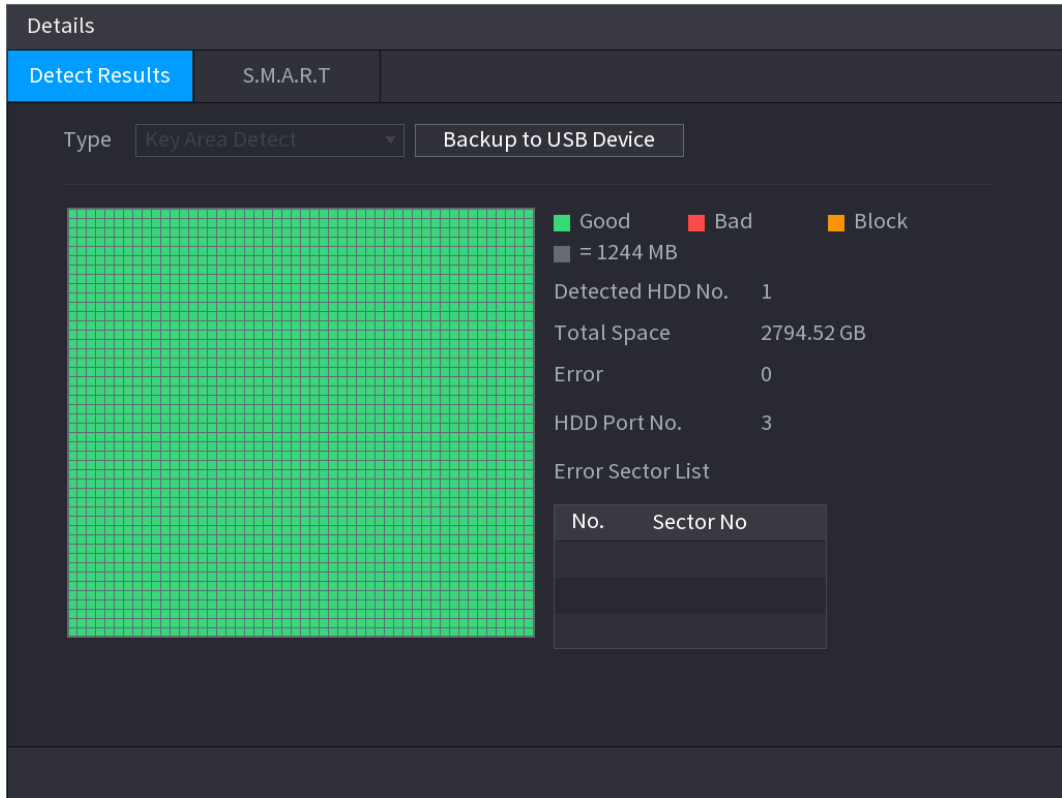 Details
Detect Results S.M.A.R.T
Type Key Area Detect Backup to USB Device
Good Bad Block
= 1244 MB
Detected HDD No. 1
Total Space 2794.52 GB
Error 0
HDD Port No. 3
Error Sector List
No. Sector No